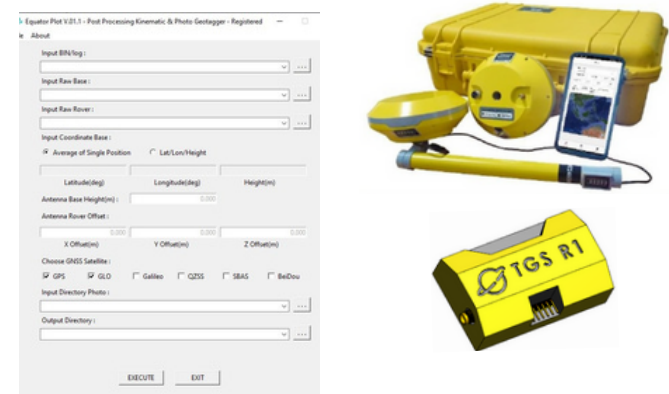 Equator Plot V.01.1 - Post Processing Kinematic & Photo Geotagger - Registered
About
Input BIN/log :
...
Input Raw Base :
...
Input Raw Rover :
...
Input Coordinate Base :
Average of Single Position Lat/Lon/Height
Latitude(deg) Longitude(deg) Height(m)
Antenna Base Height(m) : 0.000
Antenna Rover Offset :
0.000 0.000 0.000
X Offset(m) Y Offset(m) Z Offset(m)
Choose GNSS Satellite :
GPS GLO Galileo QZSS SBAS BeiDou
Input Directory Photo :
...
Output Directory :
...
EXECUTE EXIT
TGS R1